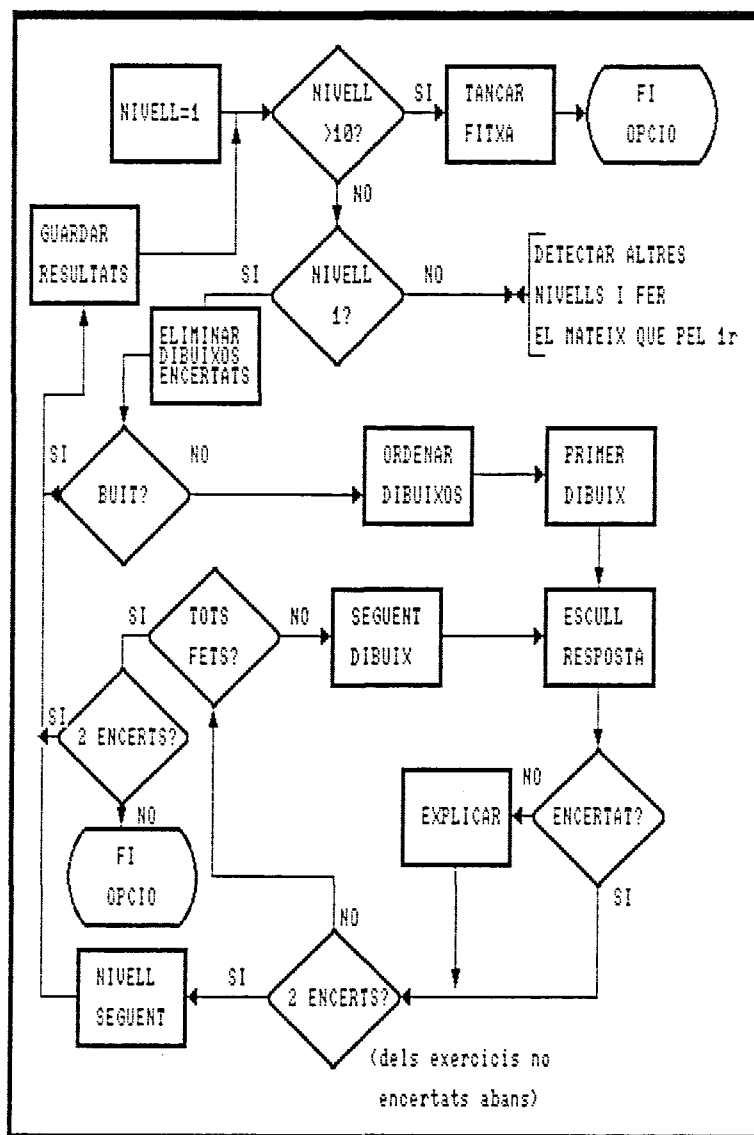 NIVELL=1
NIVELL
>10?
SI
TANCAR
FITXA
FI
OPCIO
NO
GUARDAR
RESULTATS
SI
NIVELL
1?
NO
DETECTAR ALTRES
NIVELLS I FER
EL MATEIX QUE PEL 1r
ELIMINAR
DIBUIXOS
ENCERTATS
SI
BUIT?
NO
ORDENAR
DIBUIXOS
PRIMER
DIBUIX
SI
TOTS
FETS?
NO
SEGUENT
DIBUIX
ESCULL
RESPOSTA
SI
2 ENCERTS?
NO
FI
OPCIO
EXPLICAR
NO
ENCERTAT?
SI
NO
NIVELL
SEGUENT
SI
2 ENCERTS?
(dels exercicis no
encertats abans)